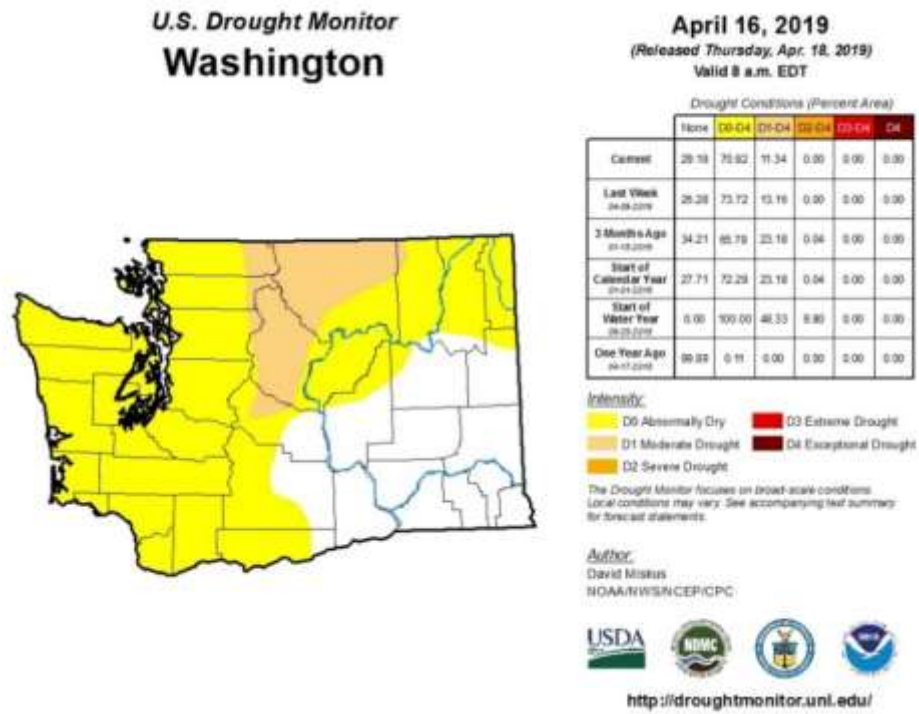 U.S. Drought Monitor
Washington
April 16, 2019
(Released Thursday, Apr. 18, 2019)
Valid 8 a.m. EDT
Drought Conditions (Percent Area)
None D0-D4 D1-D4 D2-D4 D3-D4 D4
Current 29.18 70.82 11.34 0.00 0.00 0.00
Last Week 26.28 73.72 13.16 0.00 0.00 0.00
3 Months Ago 34.21 65.79 23.18 0.04 0.00 0.00
Start of
Calendar Year 27.71 72.29 23.18 0.04 0.00 0.00
Start of
Water Year 0.00 100.00 48.33 0.00 0.00
One Year Ago 0.11 0.00 0.00 0.00 0.00
Intensity:
D0 Abnormally Dry
D1 Moderate Drought
D2 Severe Drought
D3 Extreme Drought
D4 Exceptional Drought
The Drought Monitor focuses on broad-scale conditions.
Local conditions may vary. See accompanying text summary
for forecast statements.
Author:
David Miskus
NOAA/NWS/NCEP/CPC
USDA
NDMC
http://droughtmonitor.unl.edu/